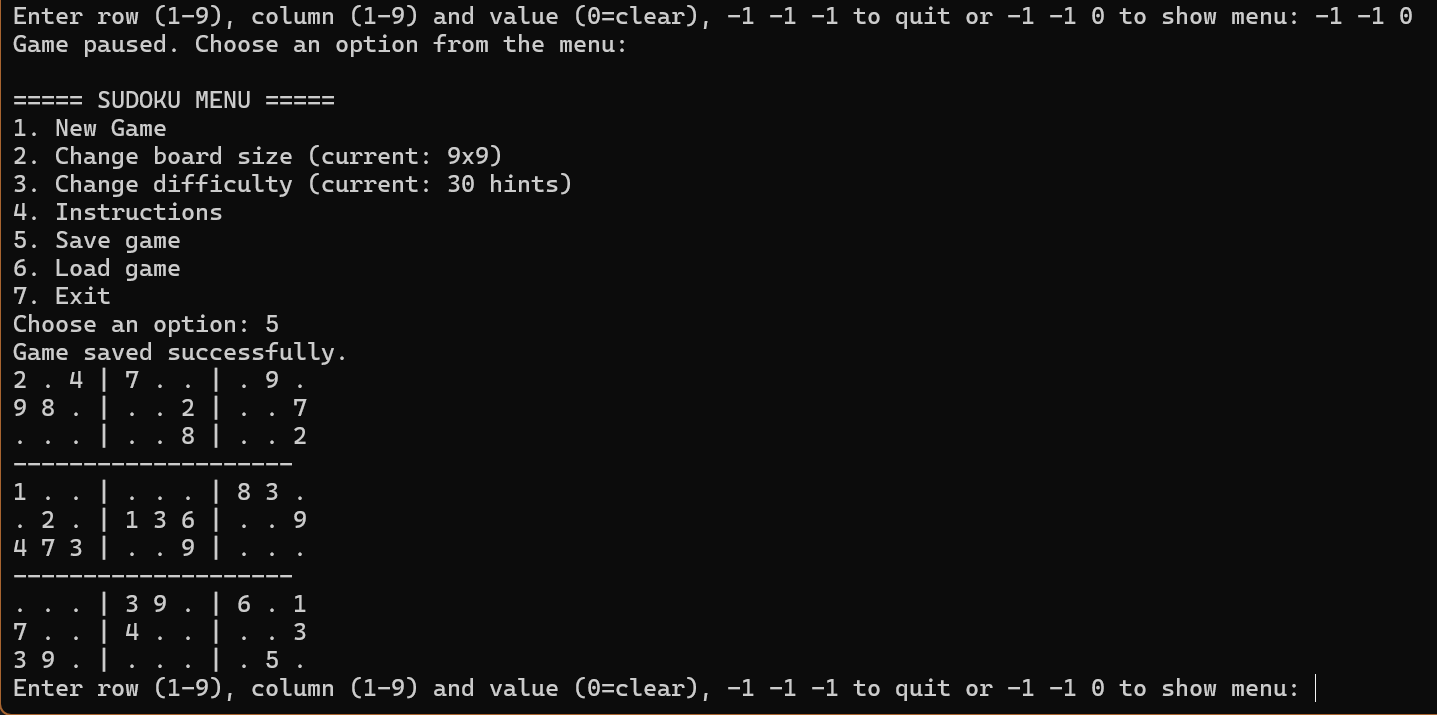 Enter row (1-9), column (1-9) and value (0=clear), -1 -1 -1 to quit or -1 -1 0 to show menu: -1 -1 0
Game paused. Choose an option from the menu:

===== SUDOKU MENU =====
1. New Game
2. Change board size (current: 9x9)
3. Change difficulty (current: 30 hints)
4. Instructions
5. Save game
6. Load game
7. Exit
Choose an option: 5
Game saved successfully.
2 . 4 | 7 . . | . 9 .
9 8 . | . . 2 | . . 7
. . . | . . 8 | . . 2
--------------------
1 . . | . . . | 8 3 .
. 2 . | 1 3 6 | . . 9
4 7 3 | . . 9 | . . .
--------------------
. . . | 3 9 . | 6 . 1
7 . . | 4 . . | . . 3
3 9 . | . . . | . 5 .
Enter row (1-9), column (1-9) and value (0=clear), -1 -1 -1 to quit or -1 -1 0 to show menu: